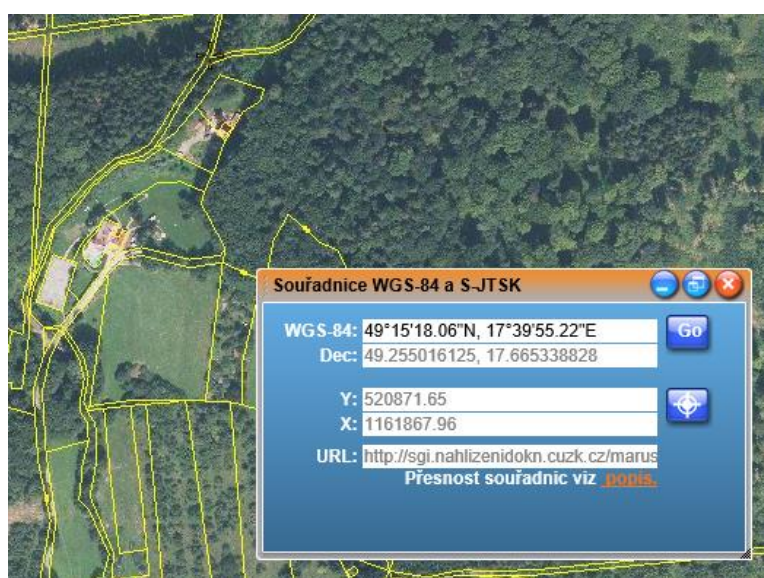 Souřadnice WGS-84 a S-JTSK
WGS-84: 49°15'18.06"N, 17°39'55.22"E Go
Dec: 49.255016125, 17.665338828
Y: 520871.65
X: 1161867.96
URL: http://sgi.nahlizenidokn.cuzk.cz/marus
Přesnost souřadnic viz popis.